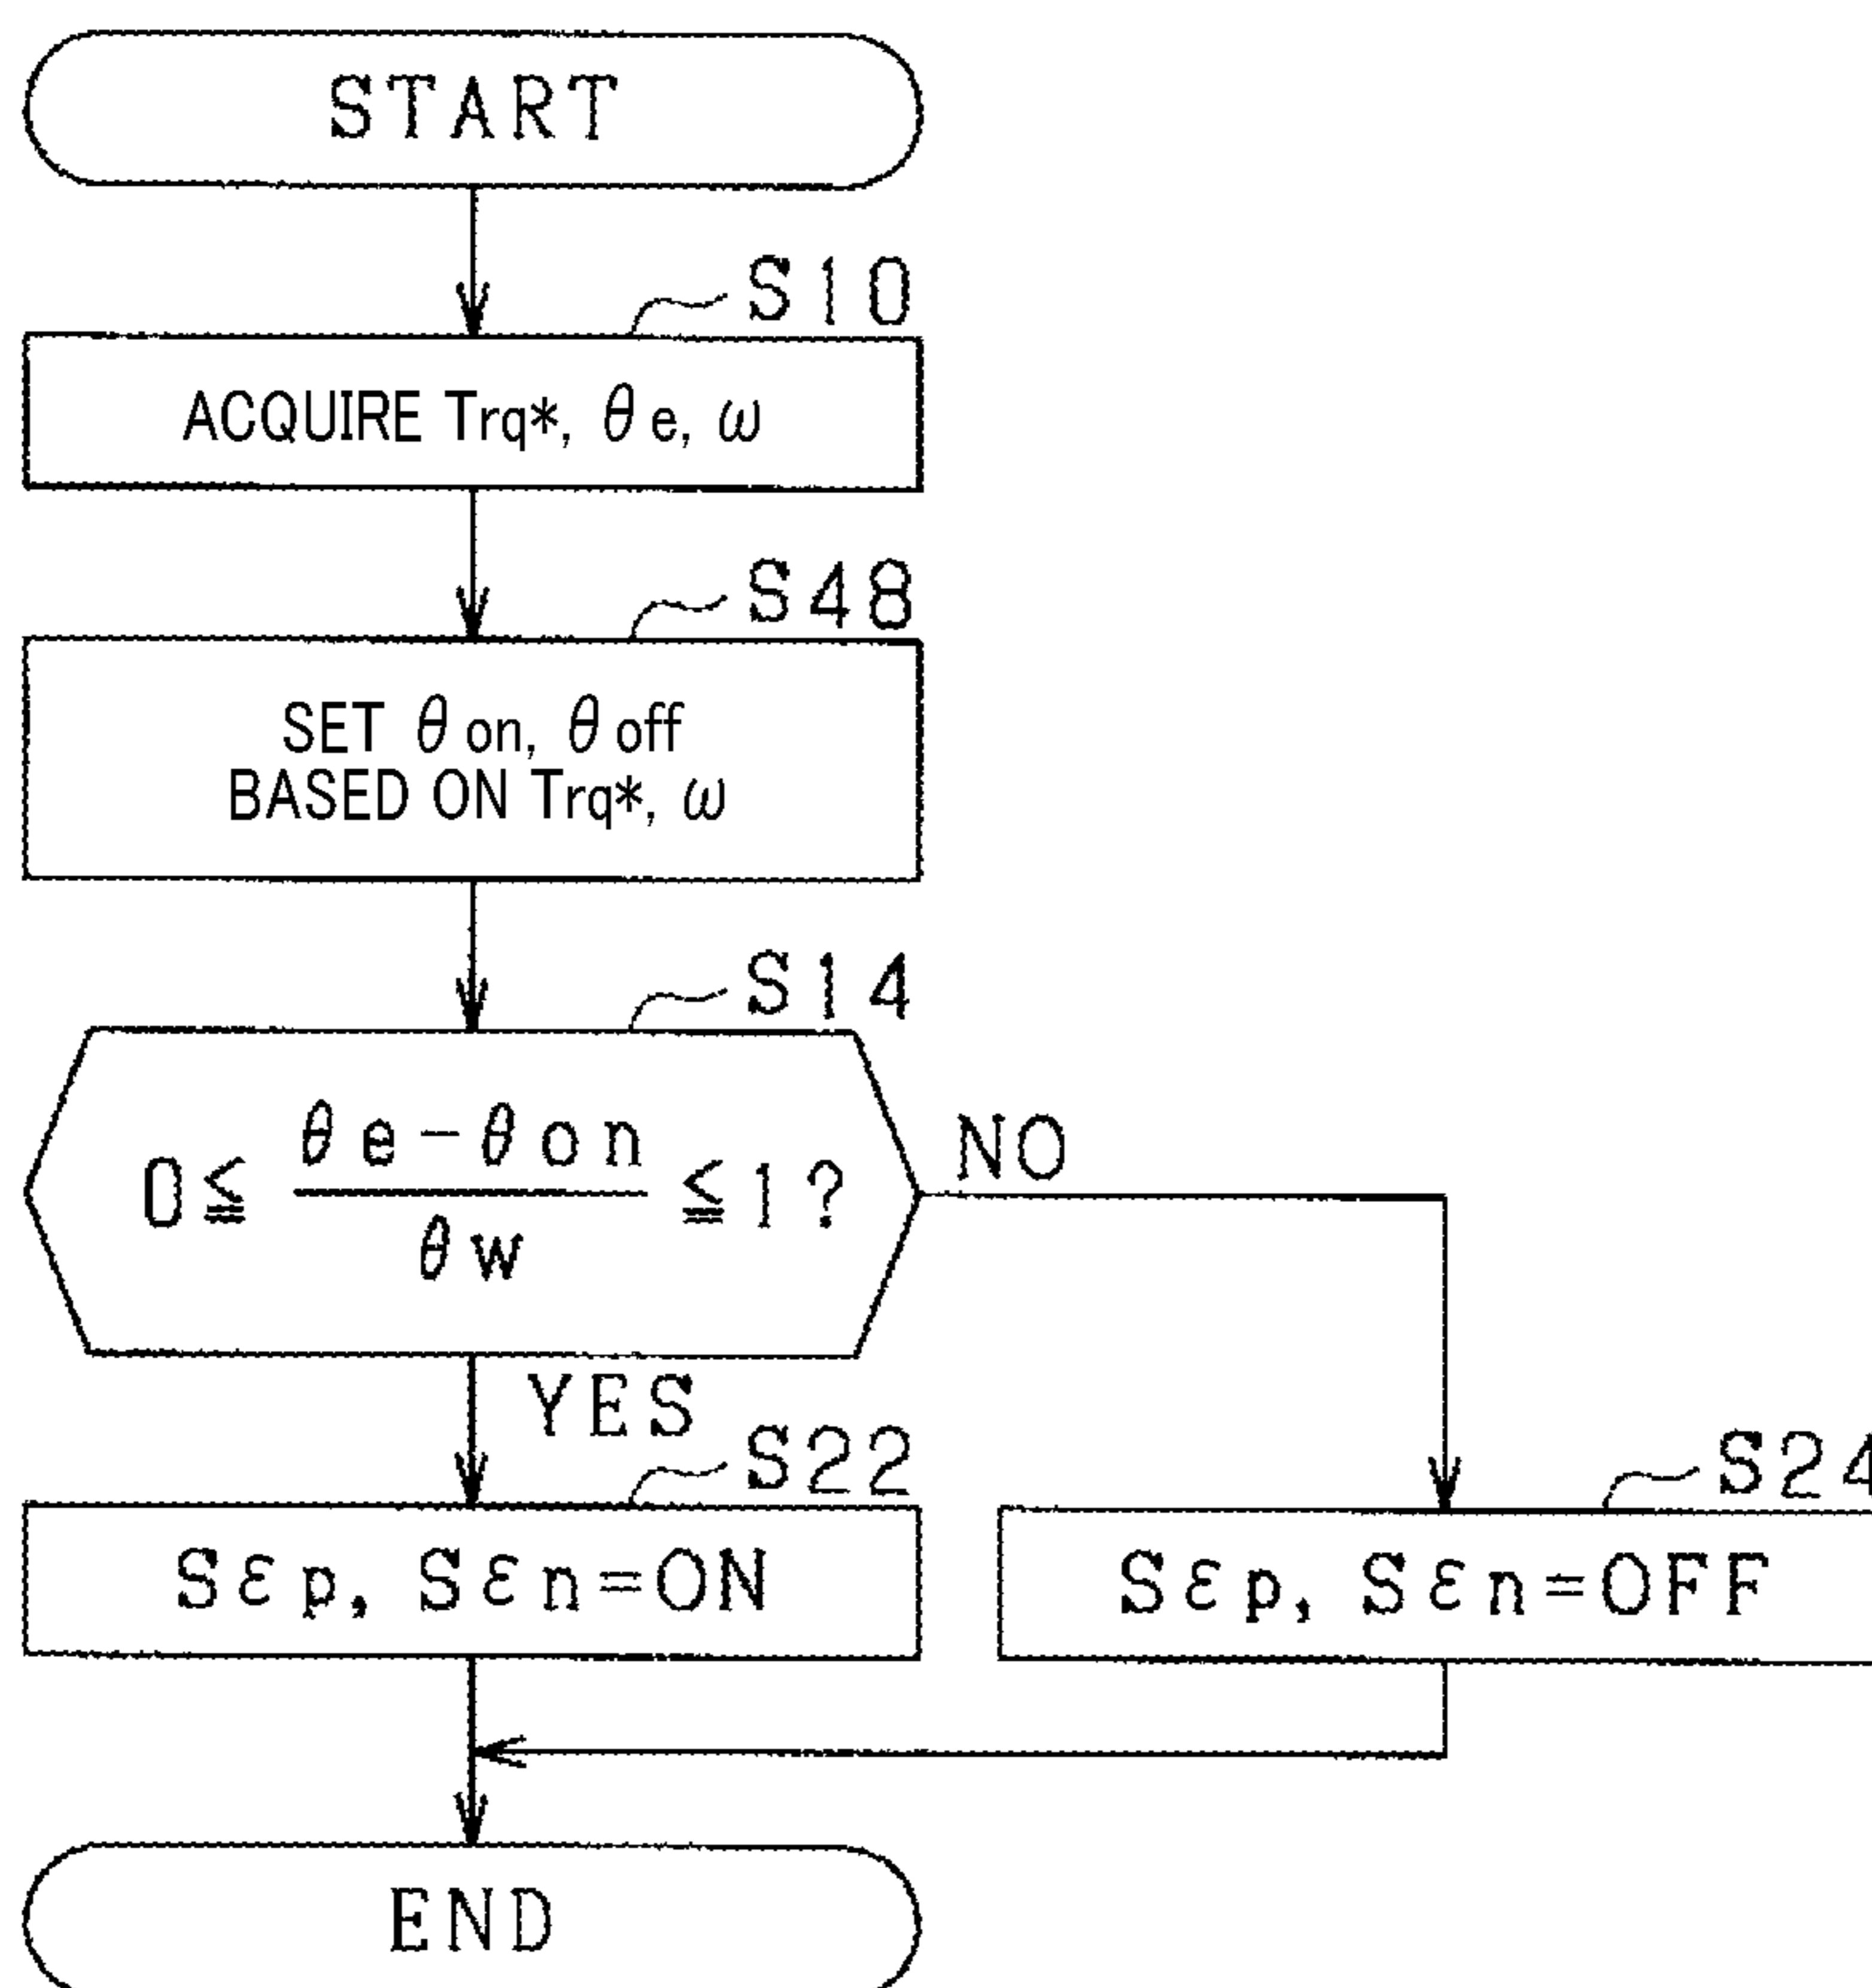 START
S10
ACQUIRE Trq*, θe, ω
S48
SET θon, θoff
BASED ON Trq*, ω
S14
0≦ (θe−θon)/θw ≦1?
NO
YES
S22
S24
Sεp, Sεn=ON
Sεp, Sεn=OFF
END